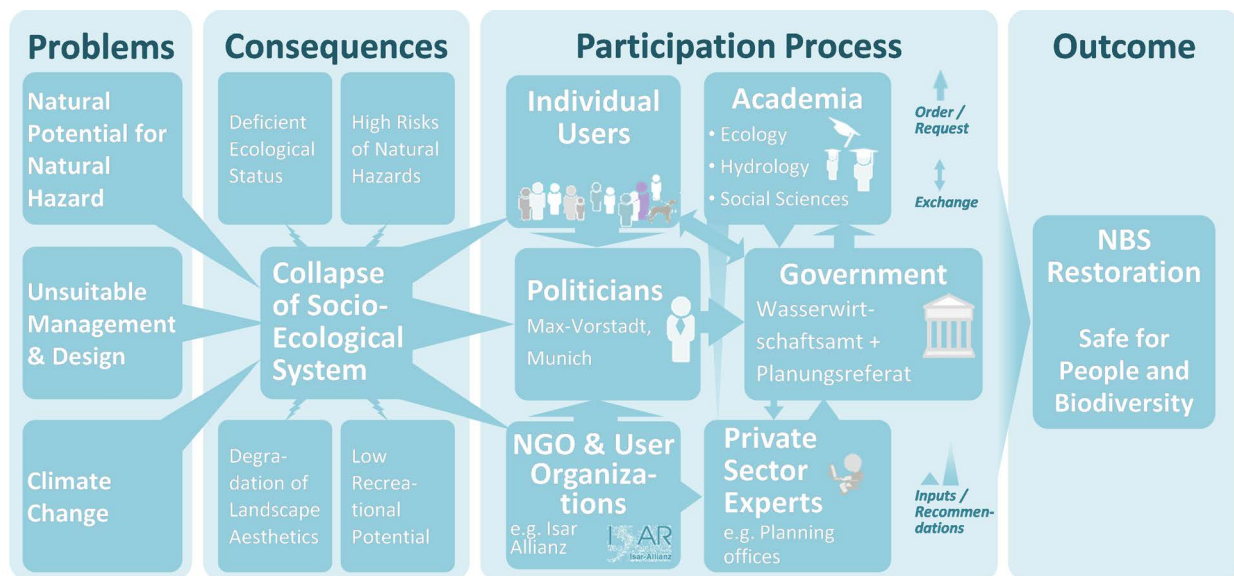 Problems
Natural
Potential for
Natural
Hazard
Unsuitable
Management
& Design
Climate
Change
Consequences
Deficient
Ecological
Status
High Risks
of Natural
Hazards
Collapse
of Socio-
Ecological
System
Degra-
dation of
Landscape
Aesthetics
Low
Recrea-
tional
Potential
Participation Process
Individual
Users
Academia
• Ecology
• Hydrology
• Social Sciences
Politicians
Max-Vorstadt,
Munich
Government
Wasserwirt-
schaftsamt +
Planungsreferat
NGO & User
Organiza-
tions
e.g. Isar
Allianz
ISAR
Isar-Allianz
Private
Sector
Experts
e.g. Planning
offices
Order /
Request
Exchange
Inputs /
Recommen-
dations
Outcome
NBS
Restoration
Safe for
People and
Biodiversity